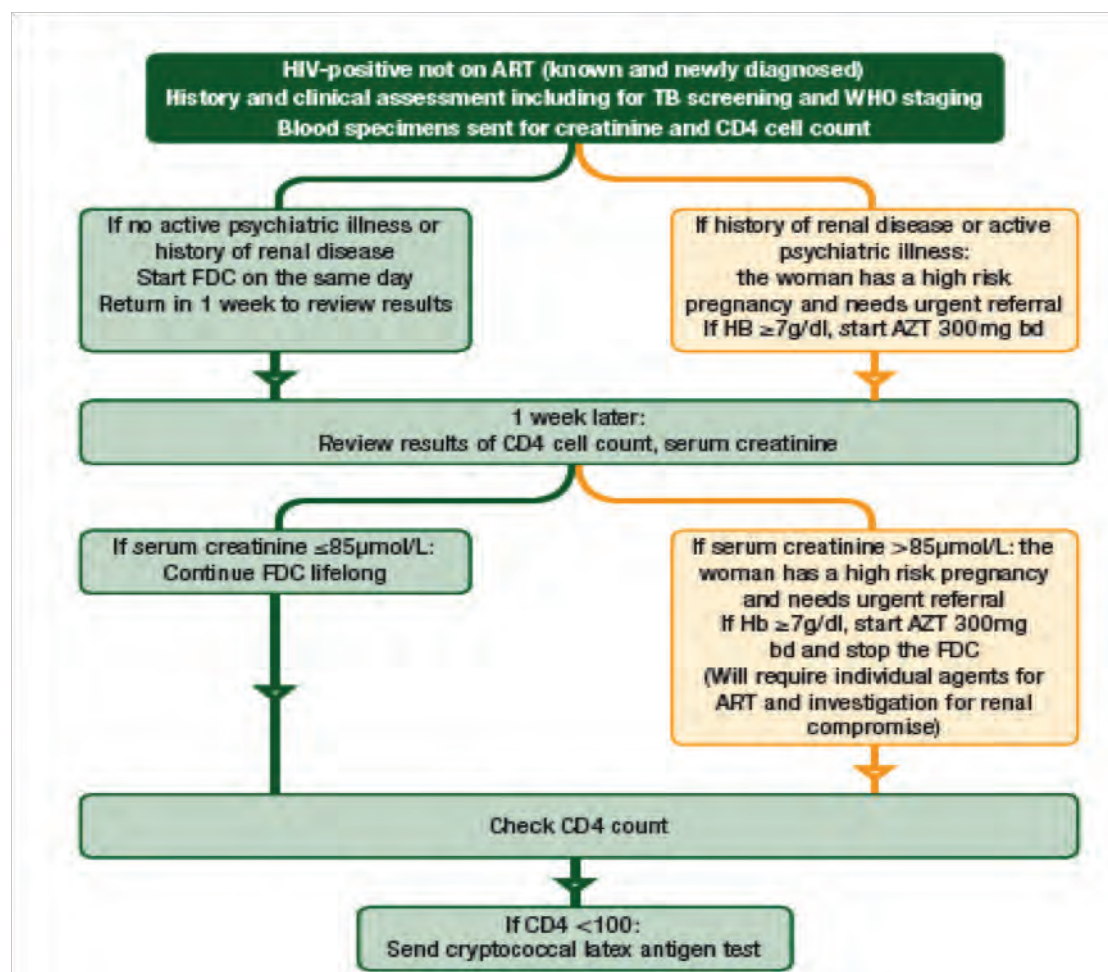 HIV-positive not on ART (known and newly diagnosed)
History and clinical assessment including for TB screening and WHO staging
Blood specimens sent for creatinine and CD4 cell count
If no active psychiatric illness or
history of renal disease
Start FDC on the same day
Return in 1 week to review results
If history of renal disease or active
psychiatric illness:
the woman has a high risk
pregnancy and needs urgent referral
If HB ≥7g/dl, start AZT 300mg bd
1 week later:
Review results of CD4 cell count, serum creatinine
If serum creatinine ≤85µmol/L:
Continue FDC lifelong
If serum creatinine >85µmol/L: the
woman has a high risk pregnancy
and needs urgent referral
If Hb ≥7g/dl, start AZT 300mg
bd and stop the FDC
(Will require individual agents for
ART and investigation for renal
compromise)
Check CD4 count
If CD4 <100:
Send cryptococcal latex antigen test